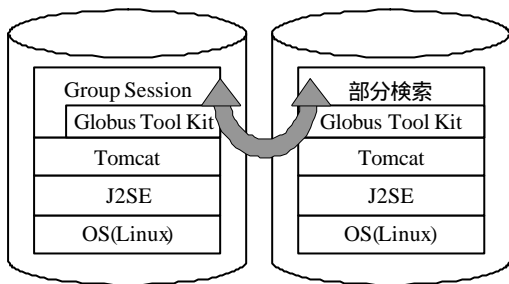 Group Session
Globus Tool Kit
Tomcat
J2SE
OS(Linux)
部分検索
Globus Tool Kit
Tomcat
J2SE
OS(Linux)